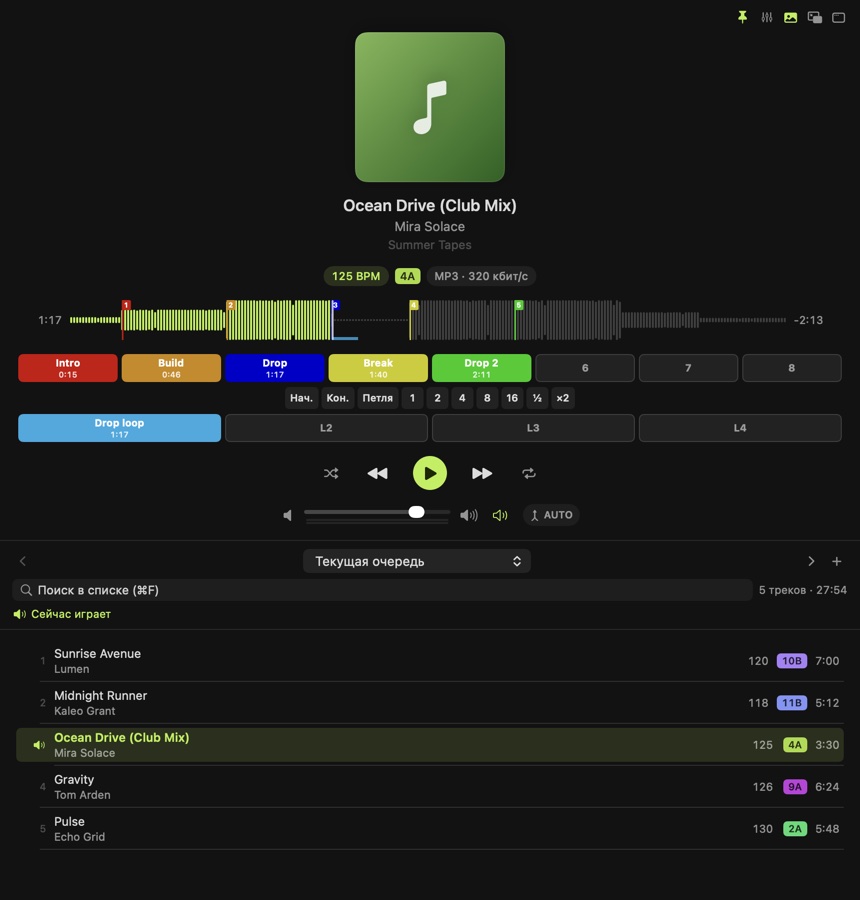 Ocean Drive (Club Mix)
Mira Solace
Summer Tapes
125 BPM 4A MP3 · 320 кбит/с
1 2 3 4 5
1:17 -2:13
Intro Build Drop Break Drop 2 6 7 8
0:15 0:46 1:17 1:40 2:11
Нач. Кон. Петля 1 2 4 8 16 ½ ×2
Drop loop L2 L3 L4
1:17
AUTO
Текущая очередь
Поиск в списке (⌘F) 5 треков · 27:54
Сейчас играет
1 Sunrise Avenue 120 10B 7:00
Lumen
2 Midnight Runner 118 11B 5:12
Kaleo Grant
Ocean Drive (Club Mix) 125 4A 3:30
Mira Solace
4 Gravity 126 9A 6:24
Tom Arden
5 Pulse 130 2A 5:48
Echo Grid